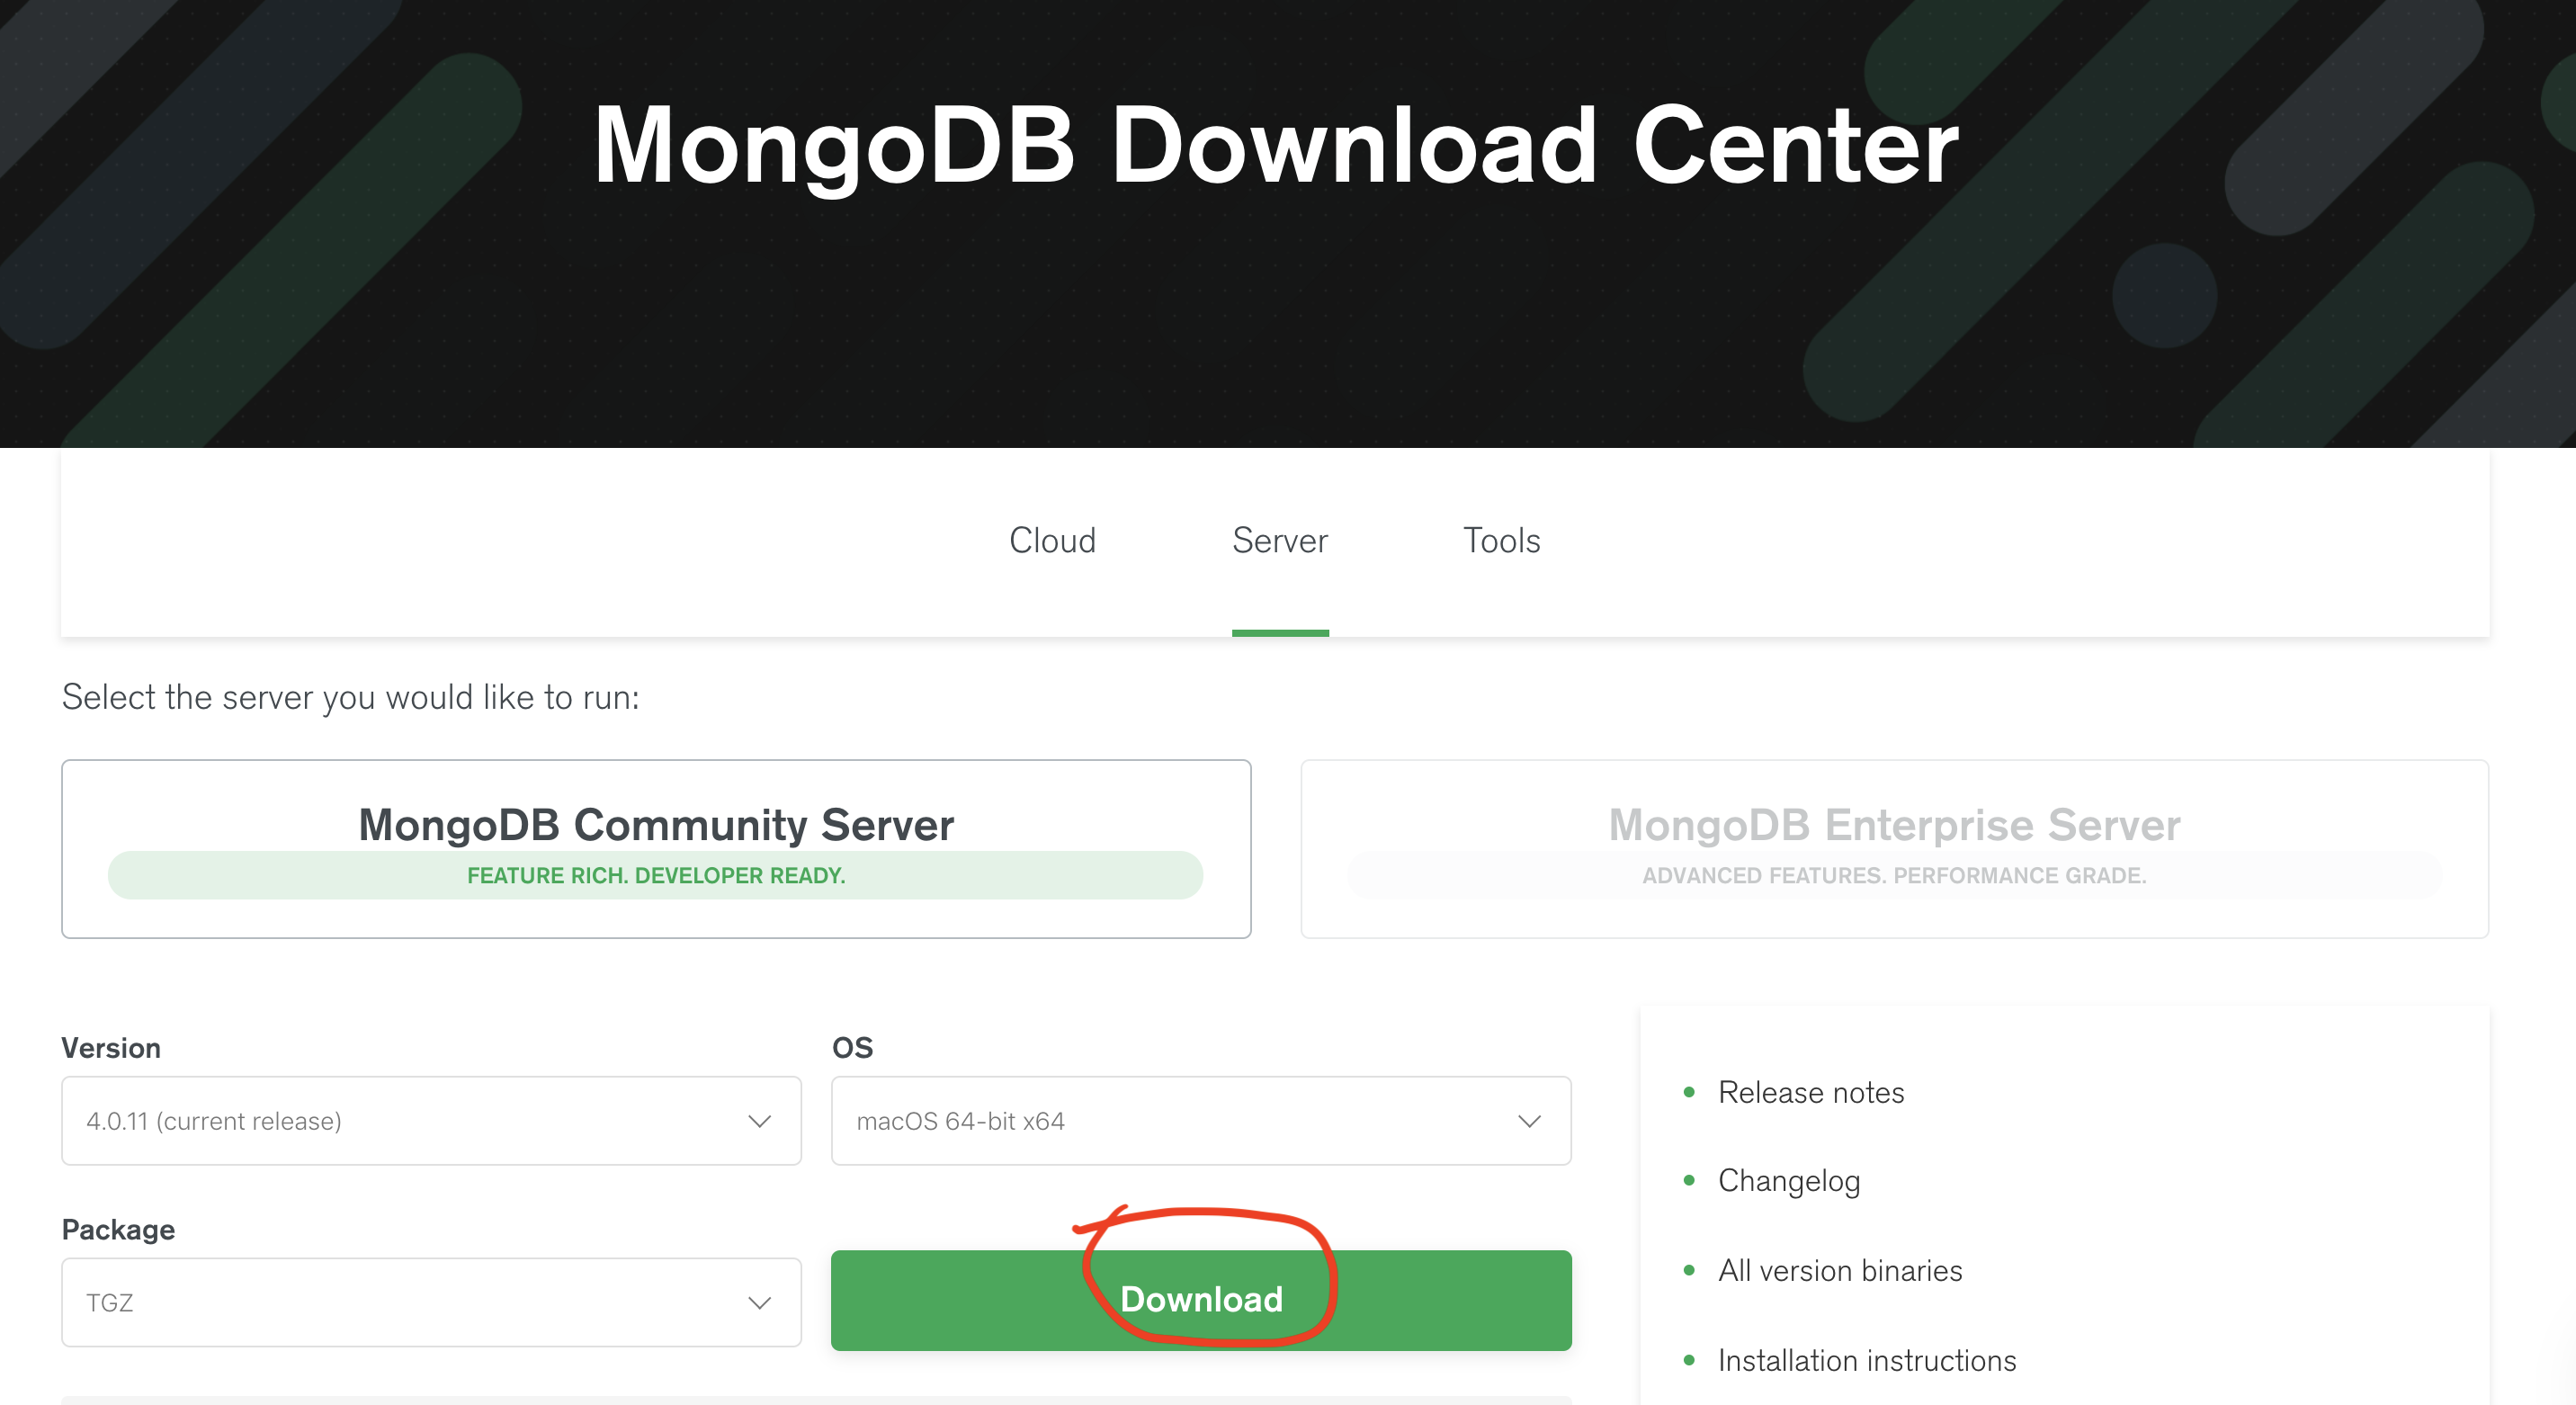 MongoDB Download Center
Cloud Server Tools
Select the server you would like to run:
MongoDB Community Server
FEATURE RICH. DEVELOPER READY.
MongoDB Enterprise Server
ADVANCED FEATURES. PERFORMANCE GRADE.
Version
4.0.11 (current release)
OS
macOS 64-bit x64
Package
TGZ
Download
Release notes
Changelog
All version binaries
Installation instructions